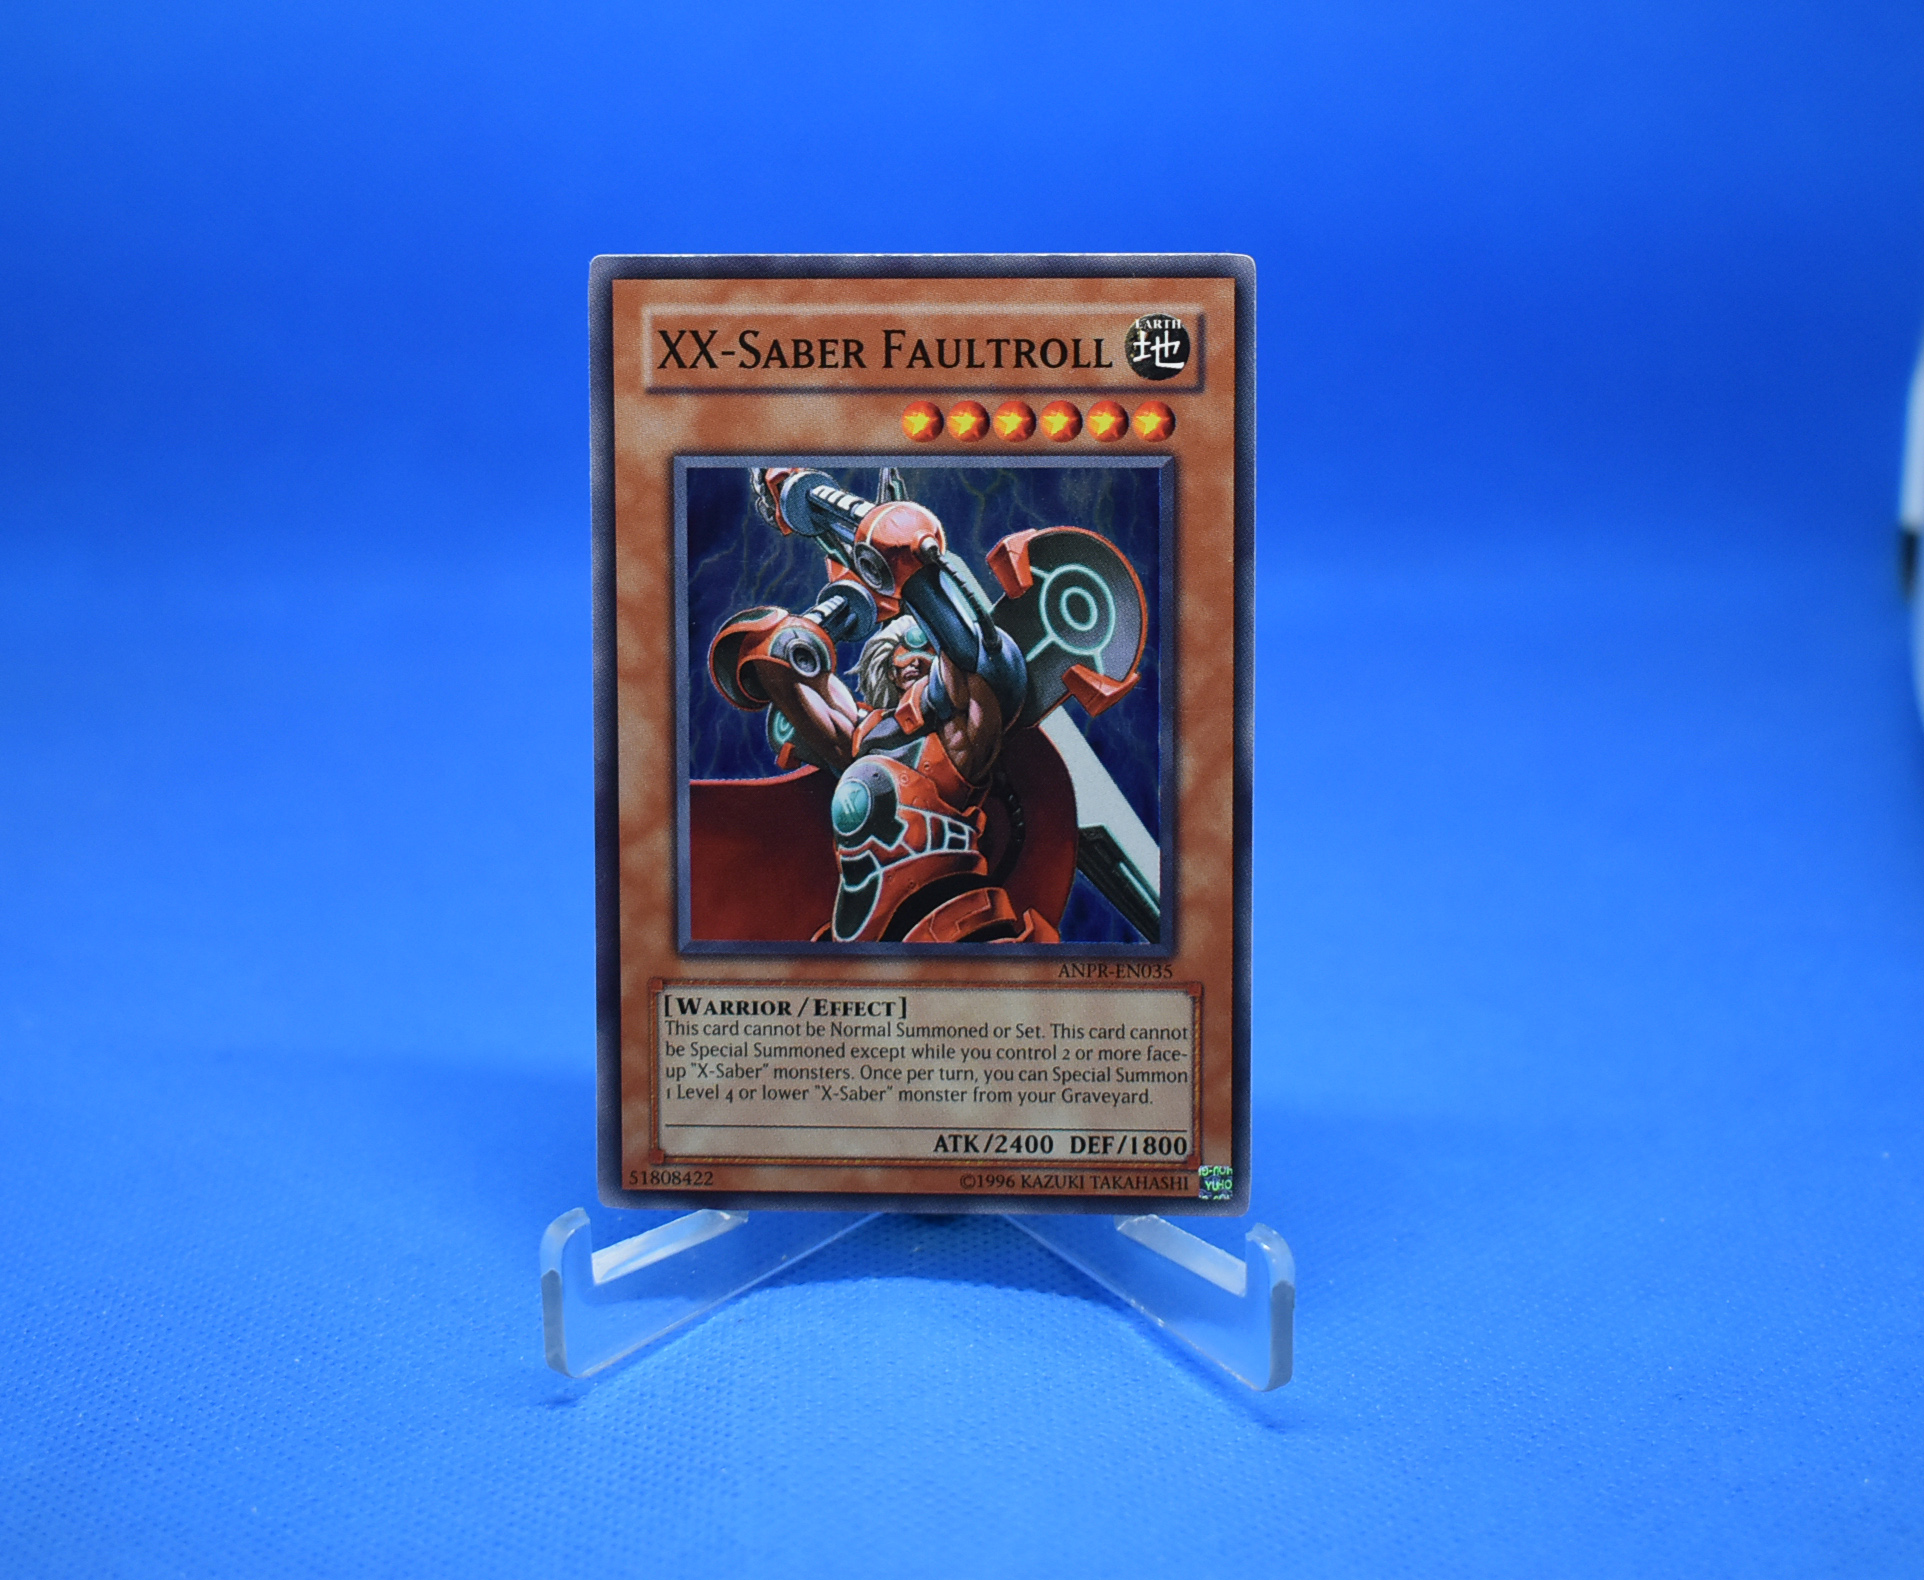 XX-Saber Faultroll
EARTH
地
ANPR-EN035
[Warrior / Effect]
This card cannot be Normal Summoned or Set. This card cannot
be Special Summoned except while you control 2 or more face-
up "X-Saber" monsters. Once per turn, you can Special Summon
1 Level 4 or lower "X-Saber" monster from your Graveyard.
ATK/2400 DEF/1800
51808422
©1996 KAZUKI TAKAHASHI